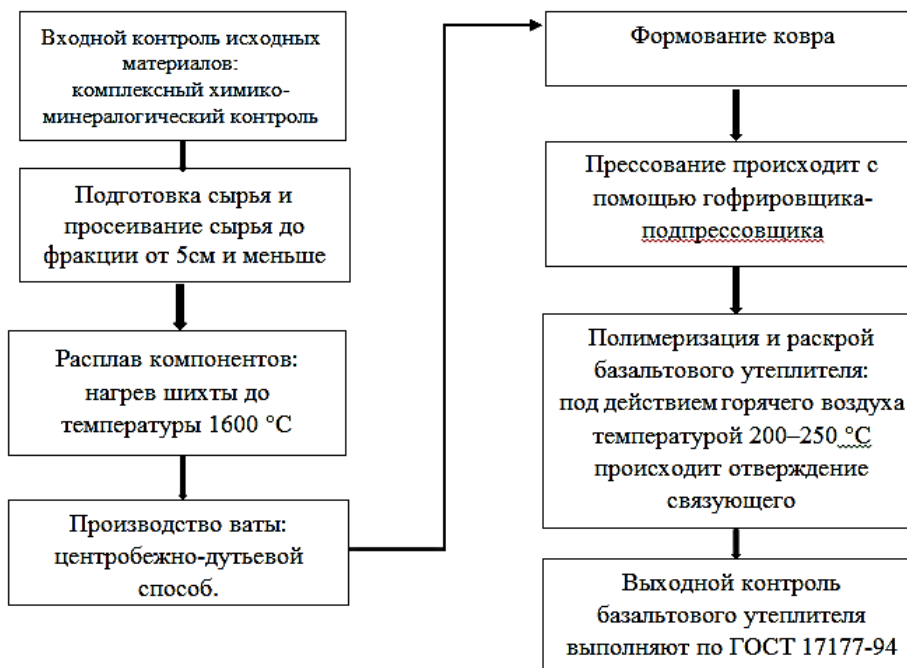 Входной контроль исходных
материалов:
комплексный химико-
минералогический контроль
Подготовка сырья и
просеивание сырья до
фракции от 5см и меньше
Расплав компонентов:
нагрев шихты до
температуры 1600 °С
Производство ваты:
центробежно-дутьевой
способ.
Формование ковра
Прессование происходит с
помощью гофрировщика-
подпрессовщика
Полимеризация и раскрой
базальтового утеплителя:
под действием горячего воздуха
температурой 200–250 °С
происходит отверждение
связующего
Выходной контроль
базальтового утеплителя
выполняют по ГОСТ 17177-94